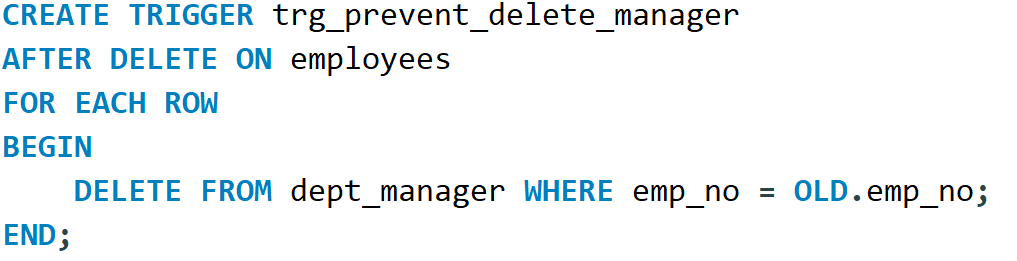 CREATE TRIGGER trg_prevent_delete_manager
AFTER DELETE ON employees
FOR EACH ROW
BEGIN
    DELETE FROM dept_manager WHERE emp_no = OLD.emp_no;
END;